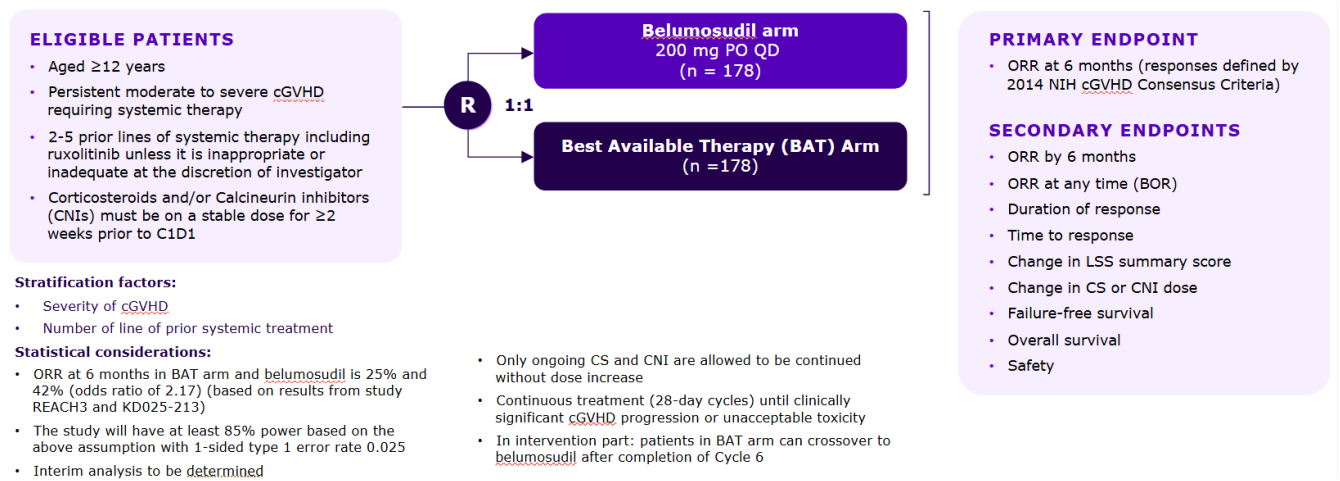 ELIGIBLE PATIENTS
• Aged ≥12 years
• Persistent moderate to severe cGVHD
requiring systemic therapy
• 2-5 prior lines of systemic therapy including
ruxolitinib unless it is inappropriate or
inadequate at the discretion of investigator
• Corticosteroids and/or Calcineurin inhibitors
(CNIs) must be on a stable dose for ≥2
weeks prior to C1D1
R
1:1
Belumosudil arm
200 mg PO QD
(n = 178)
Best Available Therapy (BAT) Arm
(n =178)
PRIMARY ENDPOINT
• ORR at 6 months (responses defined by
2014 NIH cGVHD Consensus Criteria)
SECONDARY ENDPOINTS
• ORR by 6 months
• ORR at any time (BOR)
• Duration of response
• Time to response
• Change in LSS summary score
• Change in CS or CNI dose
• Failure-free survival
• Overall survival
• Safety
Stratification factors:
• Severity of cGVHD
• Number of line of prior systemic treatment
Statistical considerations:
• ORR at 6 months in BAT arm and belumosudil is 25% and
42% (odds ratio of 2.17) (based on results from study
REACH3 and KD025-213)
• The study will have at least 85% power based on the
above assumption with 1-sided type 1 error rate 0.025
• Interim analysis to be determined
• Only ongoing CS and CNI are allowed to be continued
without dose increase
• Continuous treatment (28-day cycles) until clinically
significant cGVHD progression or unacceptable toxicity
• In intervention part: patients in BAT arm can crossover to
belumosudil after completion of Cycle 6